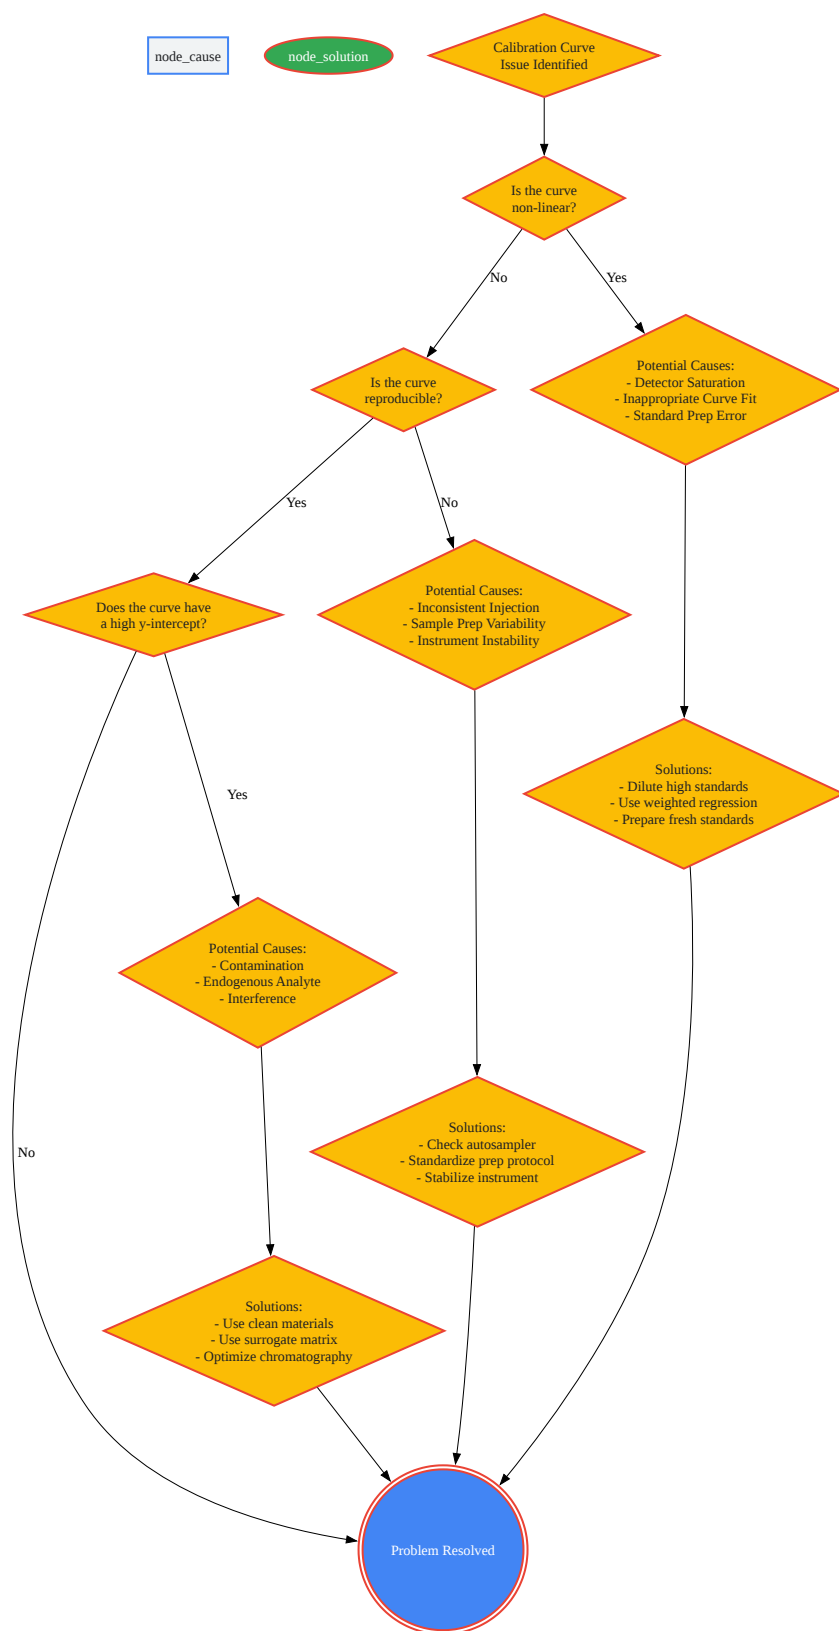 node_cause
node_solution
Calibration Curve
Issue Identified
Is the curve
non-linear?
No
Yes
Is the curve
reproducible?
Potential Causes:
- Detector Saturation
- Inappropriate Curve Fit
- Standard Prep Error
Yes
No
Does the curve have
a high y-intercept?
Potential Causes:
- Inconsistent Injection
- Sample Prep Variability
- Instrument Instability
Solutions:
- Dilute high standards
- Use weighted regression
- Prepare fresh standards
Yes
Potential Causes:
- Contamination
- Endogenous Analyte
- Interference
Solutions:
- Check autosampler
- Standardize prep protocol
- Stabilize instrument
No
Solutions:
- Use clean materials
- Use surrogate matrix
- Optimize chromatography
Problem Resolved